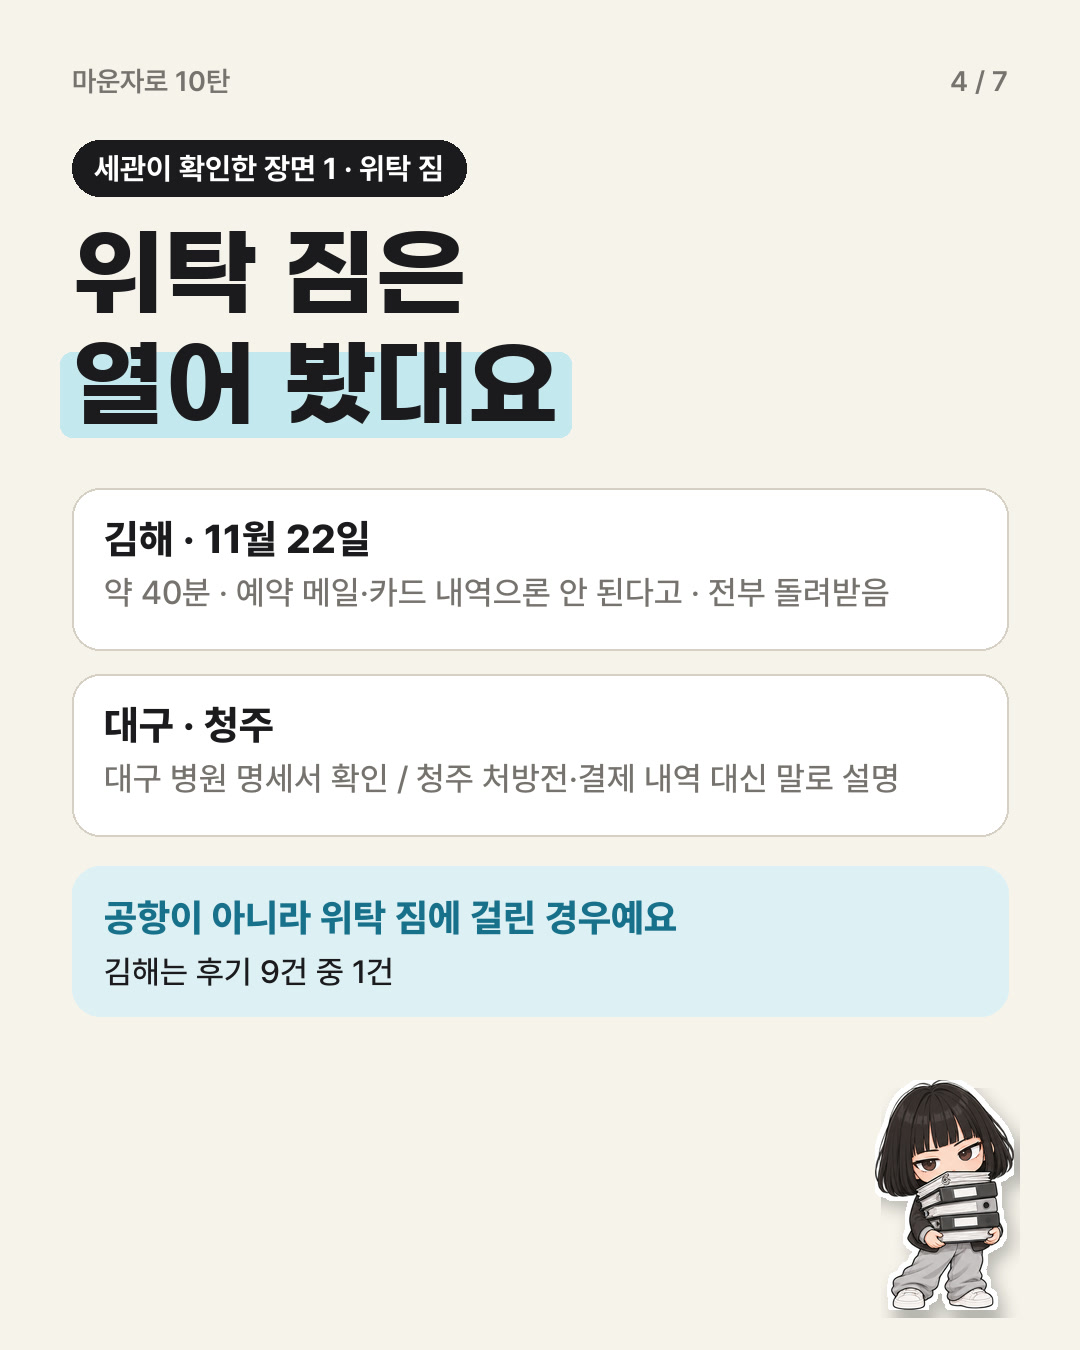 마운자로 10탄
4 / 7
세관이 확인한 장면 1 · 위탁 짐
위탁 짐은
열어 봤대요
김해 · 11월 22일
약 40분 · 예약 메일·카드 내역으론 안 된다고 · 전부 돌려받음
대구 · 청주
대구 병원 명세서 확인 / 청주 처방전·결제 내역 대신 말로 설명
공항이 아니라 위탁 짐에 걸린 경우예요
김해는 후기 9건 중 1건